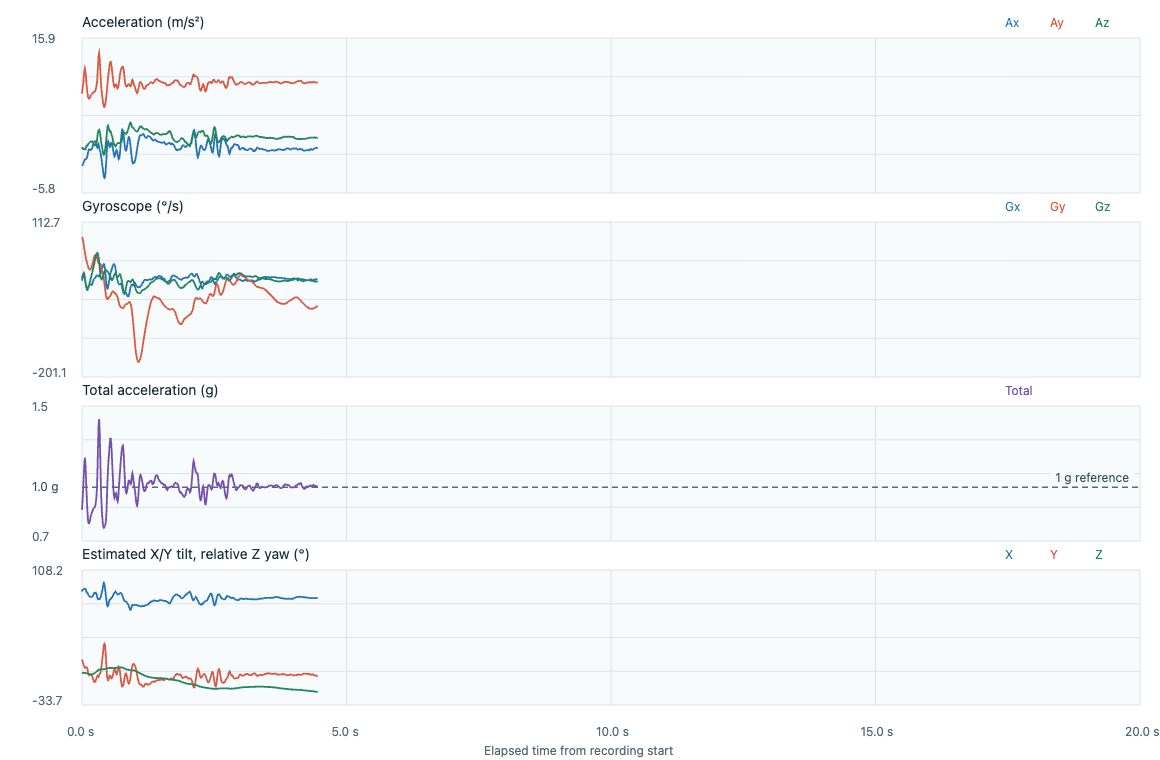 Acceleration (m/s²) Ax Ay Az
15.9
-5.8
Gyroscope (°/s) Gx Gy Gz
112.7
-201.1
Total acceleration (g) Total
1.5
1.0 g
1 g reference
0.7
Estimated X/Y tilt, relative Z yaw (°) X Y Z
108.2
-33.7
0.0 s 5.0 s 10.0 s 15.0 s 20.0 s
Elapsed time from recording start